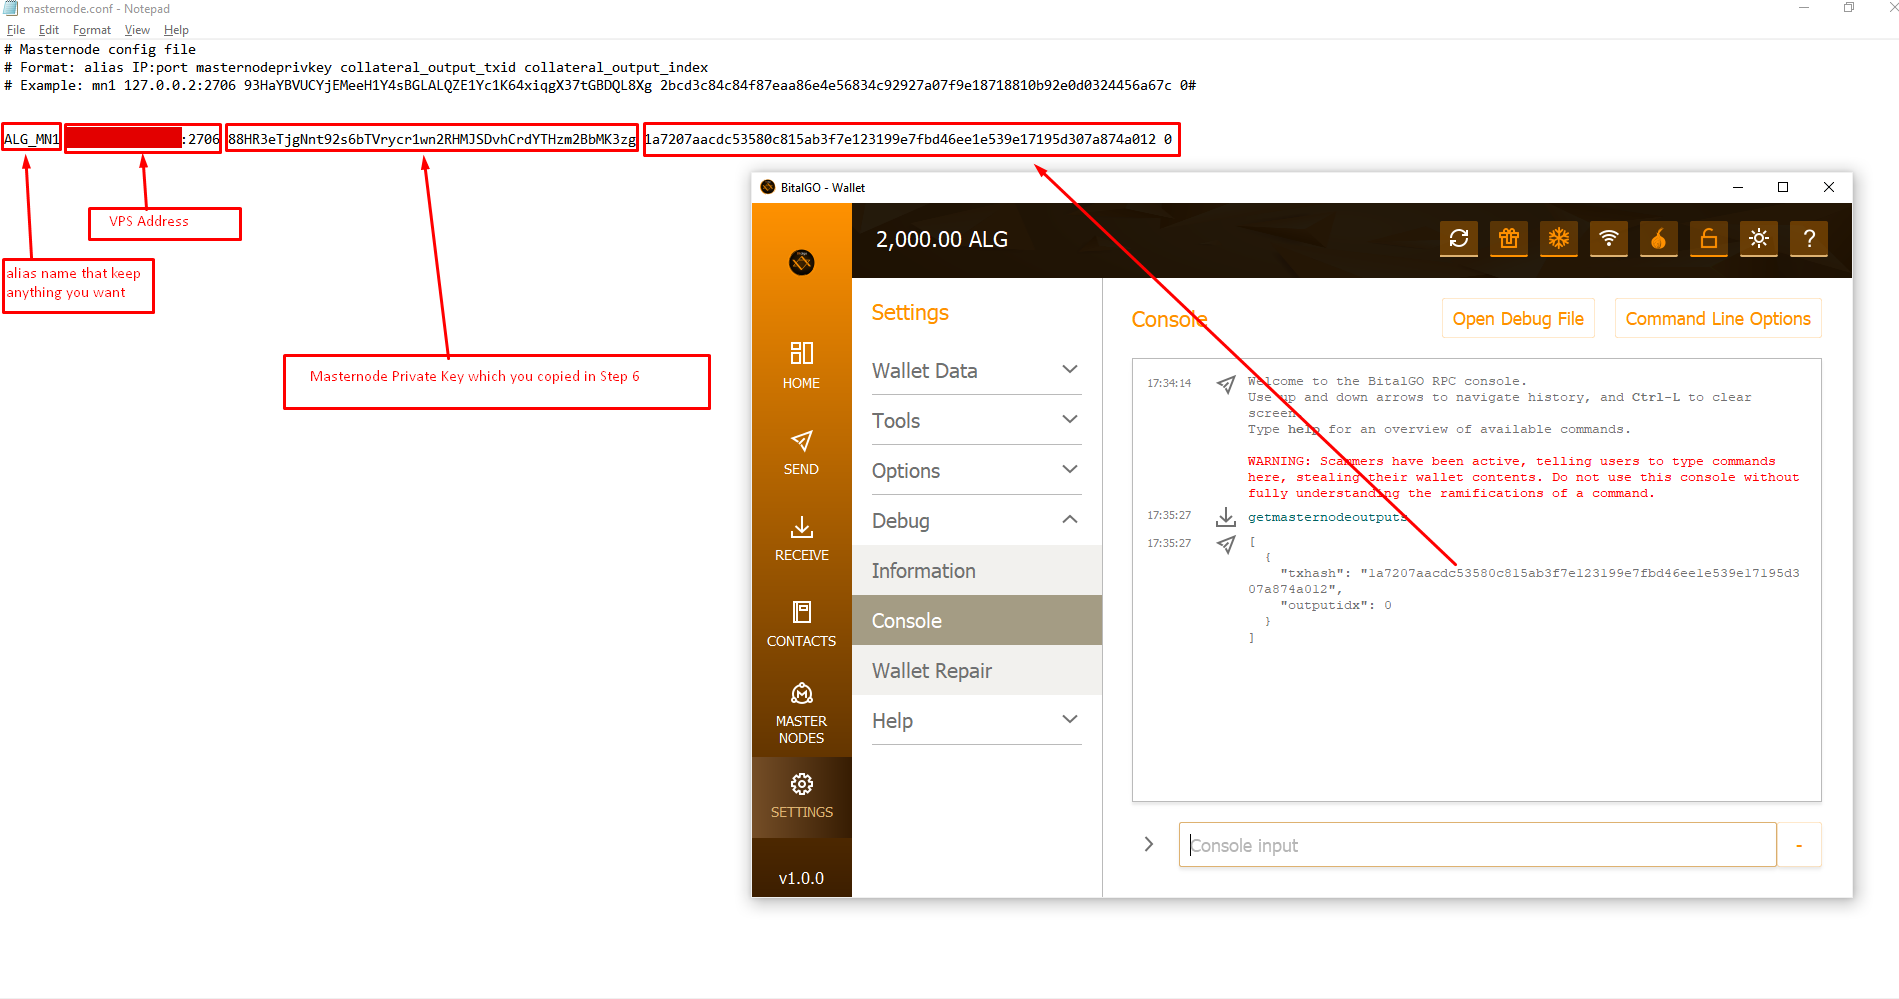 masternode.conf - Notepad
File Edit Format View Help
# Masternode config file
# Format: alias IP:port masternodeprivkey collateral_output_txid collateral_output_index
# Example: mn1 127.0.0.2:2706 93HaYBVUCYjEMeeH1Y4sBGLALQZE1Yc1K64xiqgX37tGBDQL8Xg 2bcd3c84c84f87eaa86e4e56834c92927a07f9e18718810b92e0d0324456a67c 0#
ALG_MN1 :2706 88HR3eTjgNnt92s6bTVrycr1wn2RHMJSDvhCrdYTHzm2BbMK3zg 1a7207aacdc53580c815ab3f7e123199e7fbd46ee1e539e17195d307a874a012 0
VPS Address
alias name that keep
anything you want
Masternode Private Key which you copied in Step 6
BitalGO - Wallet
2,000.00 ALG
?
HOME
SEND
RECEIVE
CONTACTS
MASTER
NODES
SETTINGS
v1.0.0
Settings
Wallet Data
Tools
Options
Debug
Information
Console
Wallet Repair
Help
Console
Open Debug File
Command Line Options
17:34:14
Welcome to the BitalGO RPC console.
Use up and down arrows to navigate history, and Ctrl-L to clear
screen.
Type help for an overview of available commands.
WARNING: Scammers have been active, telling users to type commands
here, stealing their wallet contents. Do not use this console without
fully understanding the ramifications of a command.
17:35:27 getmasternodeoutputs
17:35:27 [
{
"txhash": "1a7207aacdc53580c815ab3f7e123199e7fbd46ee1e539e17195d3
07a874a012",
"outputidx": 0
}
]
Console input
-